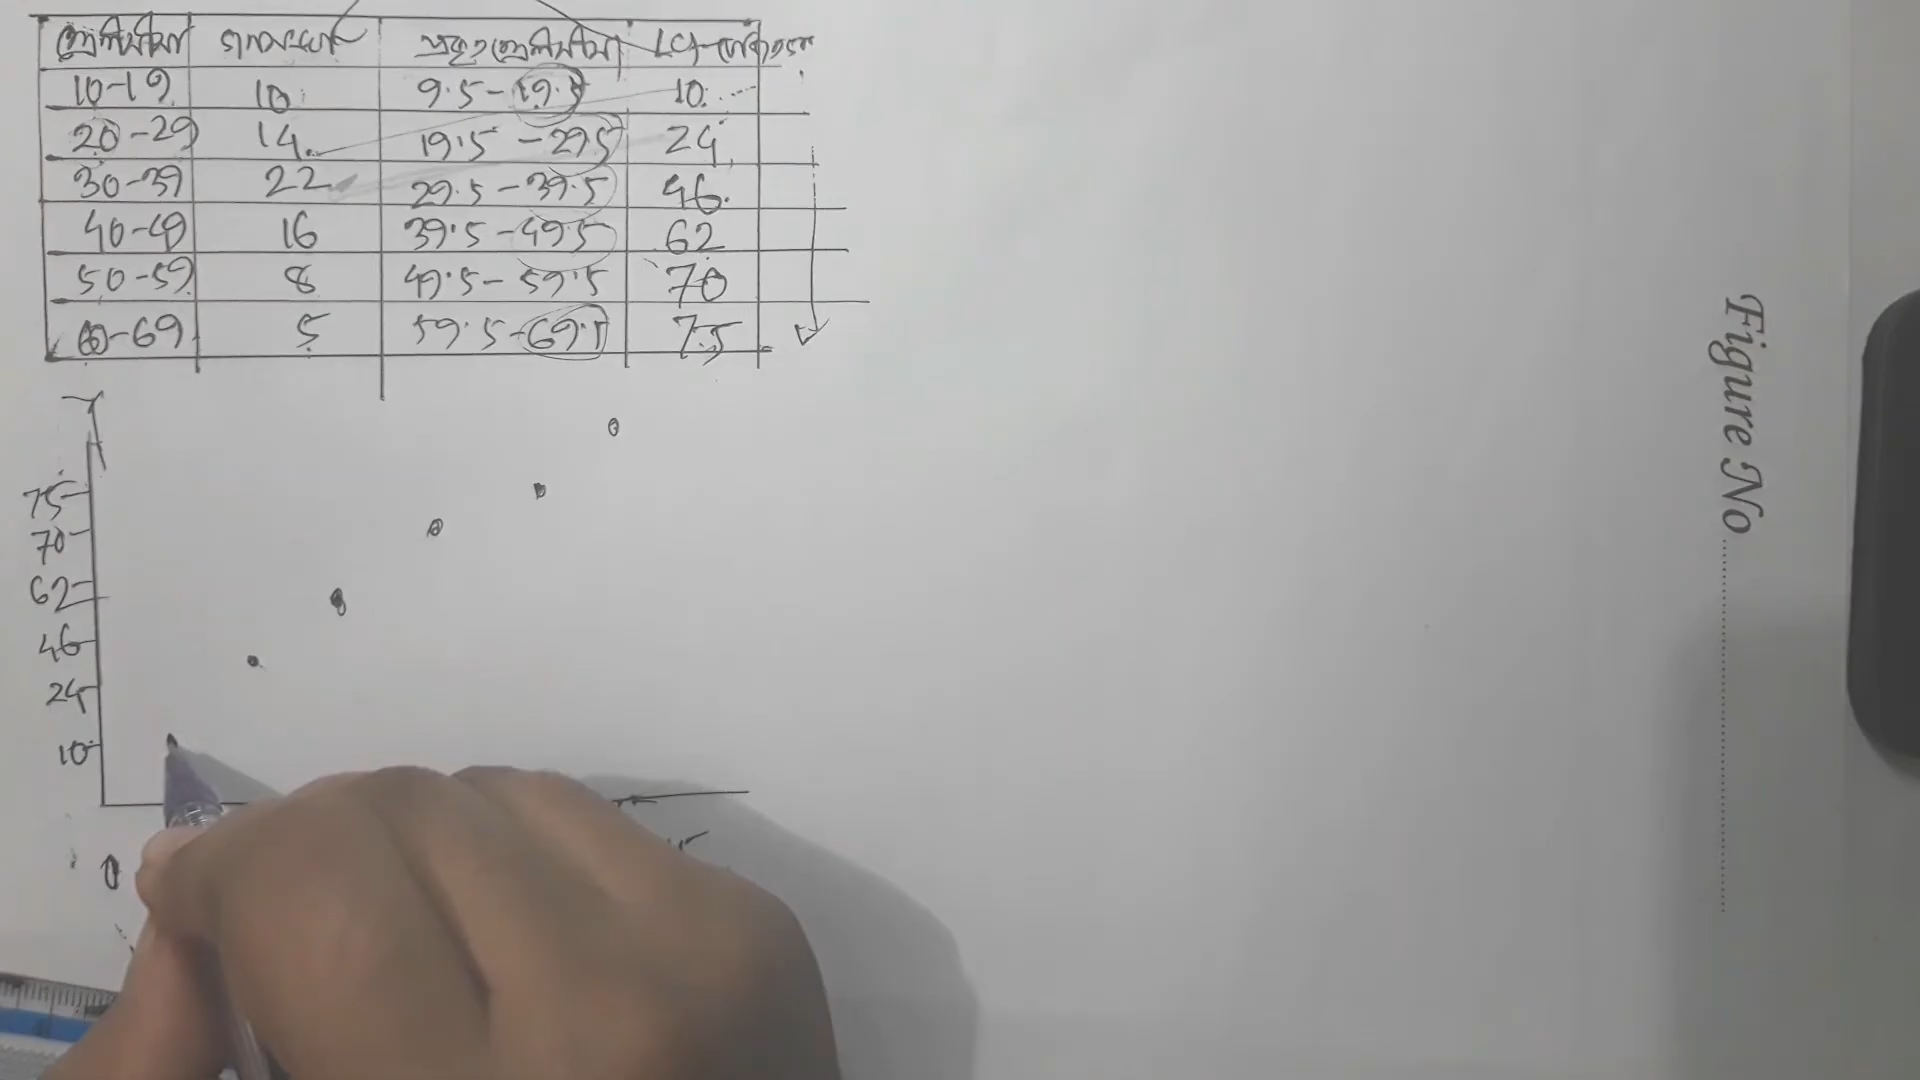 শ্রেণিসীমা গণসংখ্যা প্রকৃত শ্রেণিসীমা
10-19 10 9.5-19.5 10
20-29 14 19.5-29.5 24
30-39 22 29.5-39.5 46
40-49 16 39.5-49.5 62
50-59 8 49.5-59.5 70
60-69 5 59.5-69.5 75
75
70
62
46
24
10
0
Figure No